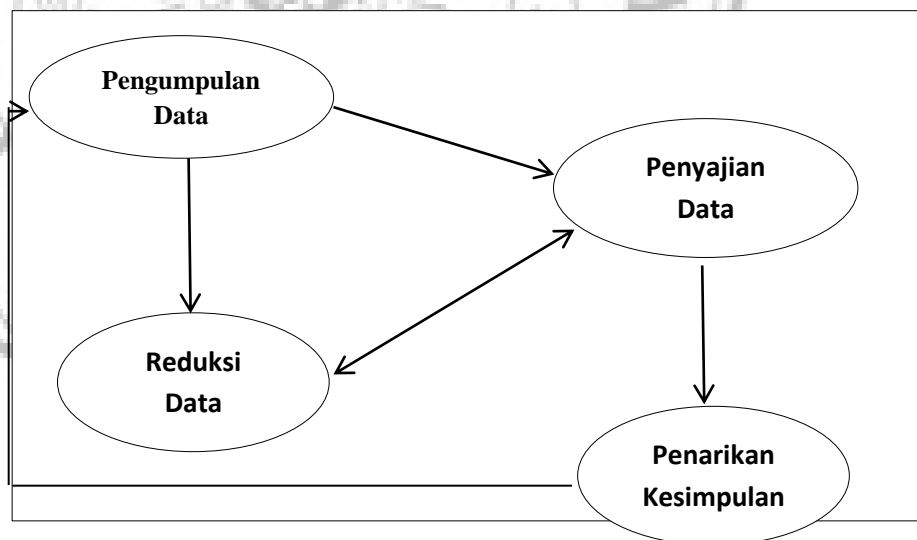 Pengumpulan
Data
Penyajian
Data
Reduksi
Data
Penarikan
Kesimpulan